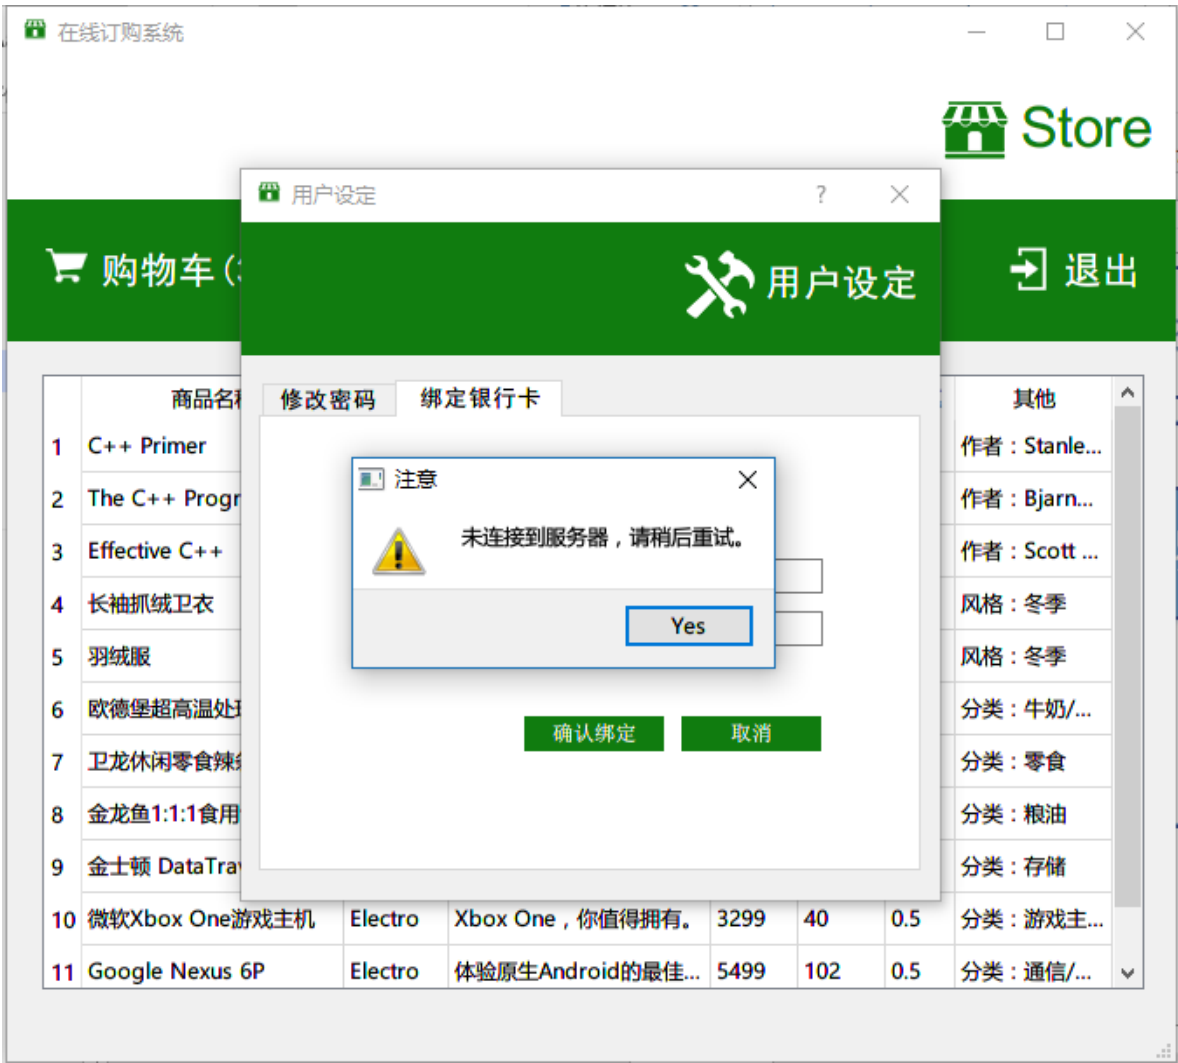 在线订购系统
Store
用户设定
购物车(
用户设定
退出
修改密码 绑定银行卡
商品名 其他
1 C++ Primer 作者：Stanle...
注意
2 The C++ Progr 作者：Bjarn...
未连接到服务器，请稍后重试。
3 Effective C++ 作者：Scott ...
4 长袖抓绒卫衣 风格：冬季
Yes
5 羽绒服 风格：冬季
6 欧德堡超高温处 分类：牛奶/...
确认绑定 取消
7 卫龙休闲零食辣 分类：零食
8 金龙鱼1:1:1食用 分类：粮油
9 金士顿 DataTra 分类：存储
10 微软Xbox One游戏主机 Electro Xbox One，你值得拥有。 3299 40 0.5 分类：游戏主...
11 Google Nexus 6P Electro 体验原生Android的最佳... 5499 102 0.5 分类：通信/...